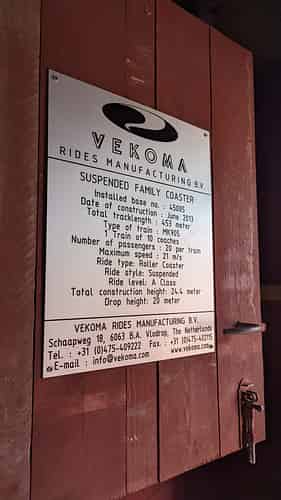 VEKOMA
RIDES MANUFACTURING B.V.
SUSPENDED FAMILY COASTER
Installed base no. : 45085
Date of construction : June 2013
Total tracklength : 453 meter
Type of train : MK905
1 Train of 10 coaches
Number of passengers : 20 per train
Maximum speed : 21 m/s
Ride type: Roller Coaster
Ride style: Suspended
Ride level: A Class
Total construction height: 24.4 meter
Drop height: 20 meter
VEKOMA RIDES MANUFACTURING B.V.
Schaapweg 18, 6063 B.A. Vlodrop, The Netherlands
Tel. : +31 (0)475-409222 Fax. : +31 (0)475-402115
E-mail : info@vekoma.com www.vekoma.com